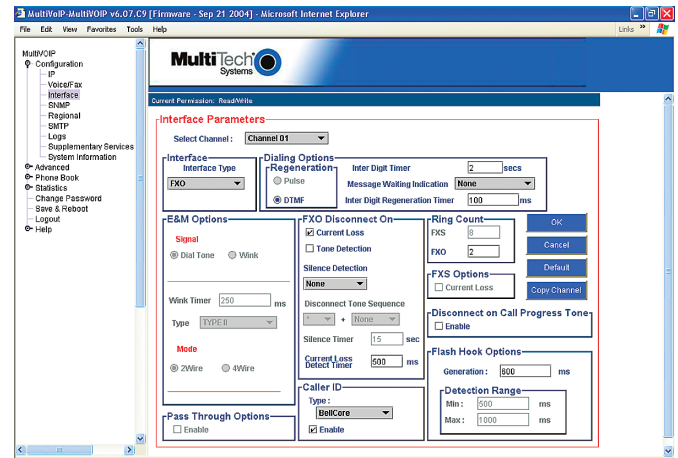 MultiVoIP-MultiVOIP v6.07.C9 [Firmware - Sep 21 2004] - Microsoft Internet Explorer
File Edit View Favorites Tools Help Links »
MultiVOIP
Configuration
IP
Voice/Fax
Interface
SNMP
Regional
SMTP
Logs
Supplementary Services
System Information
Advanced
Phone Book
Statistics
Change Password
Save & Reboot
Logout
Help
MultiTech
Systems
Current Permission: Read/Write
Interface Parameters
Select Channel : Channel 01
Interface
Interface Type
FXO
Dialing Options
Regeneration
Pulse
DTMF
Inter Digit Timer 2 secs
Message Waiting Indication None
Inter Digit Regeneration Timer 100 ms
E&M Options
Signal
Dial Tone Wink
Wink Timer 250 ms
Type TYPE II
Mode
2Wire 4Wire
Pass Through Options
Enable
FXO Disconnect On
Current Loss
Tone Detection
Silence Detection
None
Disconnect Tone Sequence
* + None
Silence Timer 15 sec
Current Loss
Detect Timer 500 ms
Caller ID
Type :
BellCore
Enable
Ring Count
FXS 8
FXO 2
FXS Options
Current Loss
OK
Cancel
Default
Copy Channel
Disconnect on Call Progress Tone
Enable
Flash Hook Options
Generation : 600 ms
Detection Range
Min : 500 ms
Max : 1000 ms